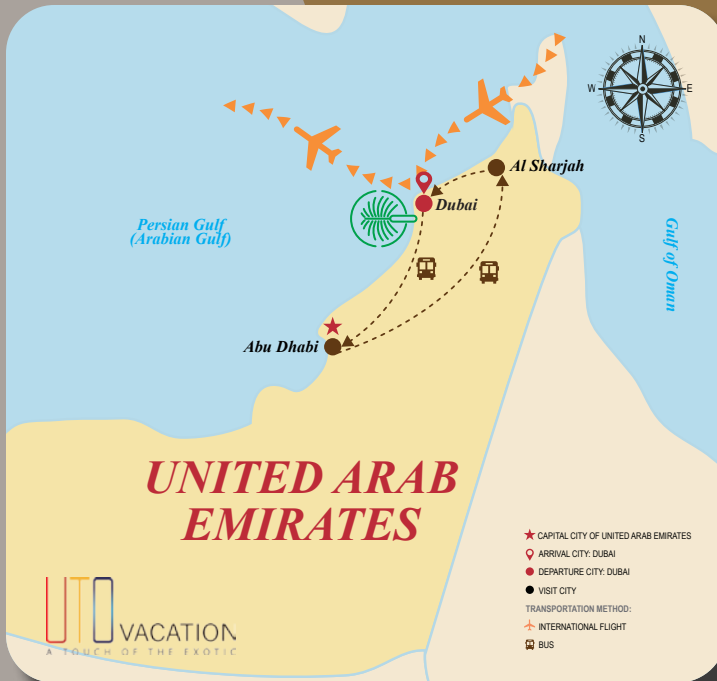 N
W
E
S
Al Sharjah
Dubai
Persian Gulf
(Arabian Gulf)
Gulf of Oman
Abu Dhabi
UNITED ARAB
EMIRATES
CAPITAL CITY OF UNITED ARAB EMIRATES
ARRIVAL CITY: DUBAI
DEPARTURE CITY: DUBAI
VISIT CITY
TRANSPORTATION METHOD:
INTERNATIONAL FLIGHT
BUS
UTO VACATION
A TOUCH OF THE EXOTIC